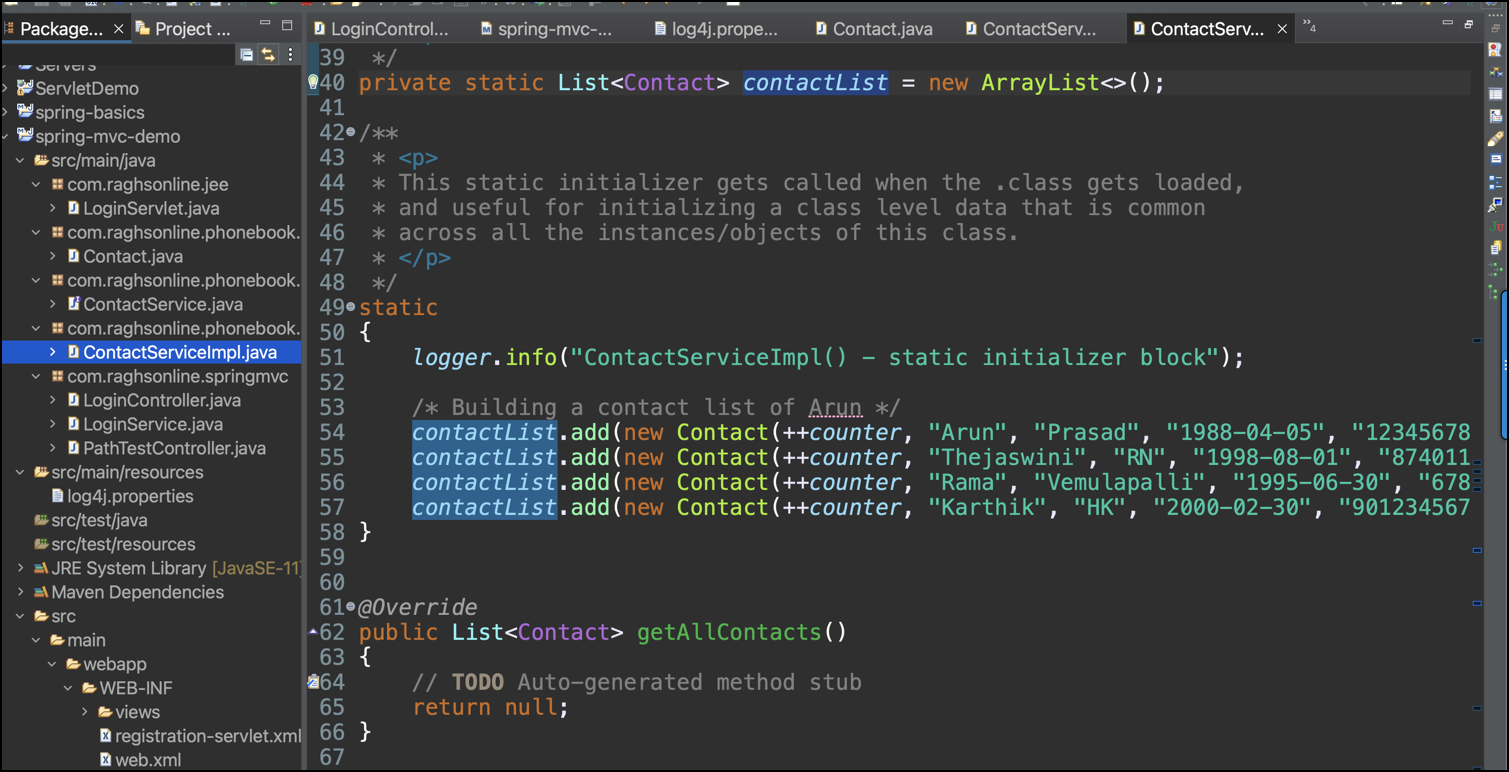 Package...
Project ...
LoginControl...
spring-mvc-...
log4j.prope...
Contact.java
ContactServ...
ContactServ...
4
Servers
ServletDemo
spring-basics
spring-mvc-demo
src/main/java
com.raghsonline.jee
LoginServlet.java
com.raghsonline.phonebook.
Contact.java
com.raghsonline.phonebook.
ContactService.java
com.raghsonline.phonebook.
ContactServiceImpl.java
com.raghsonline.springmvc
LoginController.java
LoginService.java
PathTestController.java
src/main/resources
log4j.properties
src/test/java
src/test/resources
JRE System Library [JavaSE-11]
Maven Dependencies
src
main
webapp
WEB-INF
views
registration-servlet.xml
web.xml
39 */
40 private static List<Contact> contactList = new ArrayList<>();
41
42 /**
43 * <p>
44 * This static initializer gets called when the .class gets loaded,
45 * and useful for initializing a class level data that is common
46 * across all the instances/objects of this class.
47 * </p>
48 */
49 static
50 {
51 logger.info("ContactServiceImpl() - static initializer block");
52
53 /* Building a contact list of Arun */
54 contactList.add(new Contact(++counter, "Arun", "Prasad", "1988-04-05", "12345678
55 contactList.add(new Contact(++counter, "Thejaswini", "RN", "1998-08-01", "874011
56 contactList.add(new Contact(++counter, "Rama", "Vemulapalli", "1995-06-30", "678
57 contactList.add(new Contact(++counter, "Karthik", "HK", "2000-02-30", "901234567
58 }
59
60
61 @Override
62 public List<Contact> getAllContacts()
63 {
64 // TODO Auto-generated method stub
65 return null;
66 }
67